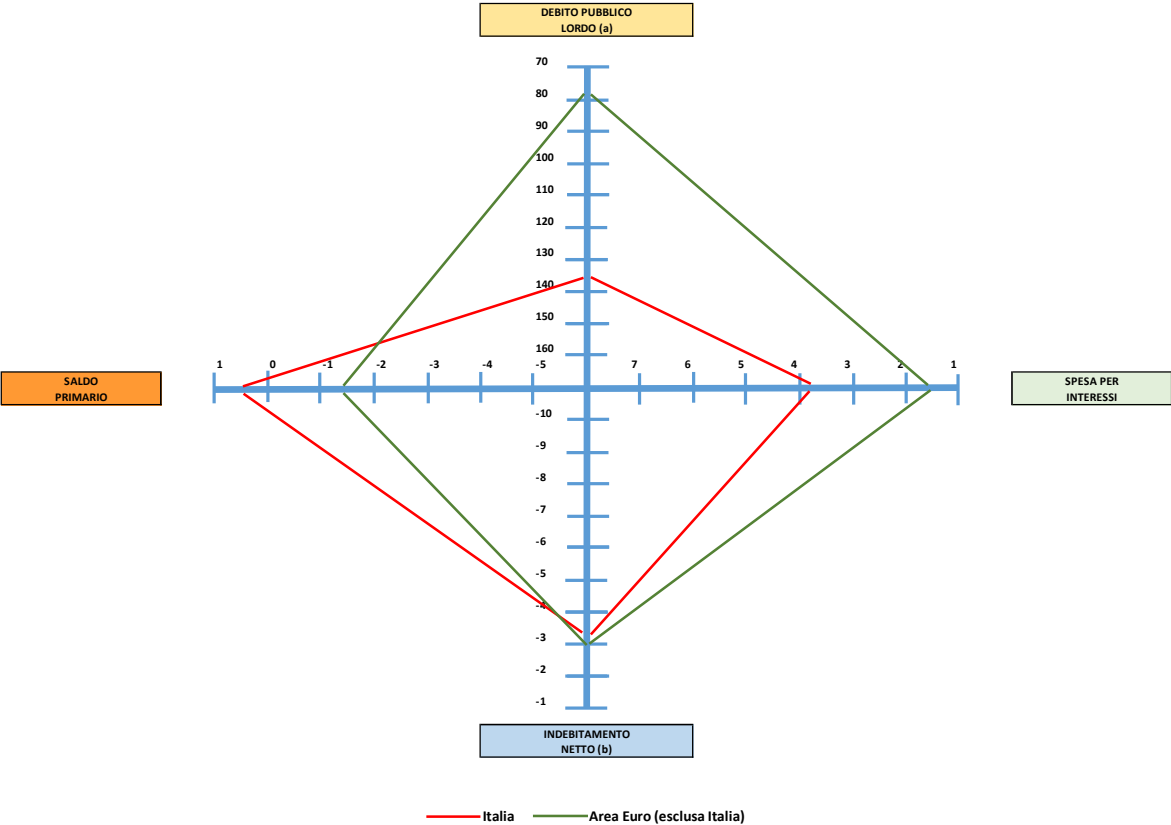 DEBITO PUBBLICO
LORDO (a)
70
80
90
100
110
120
130
140
150
160
1 0 -1 -2 -3 -4 -5 7 6 5 4 3 2 1
SALDO
PRIMARIO
SPESA PER
INTERESSI
-10
-9
-8
-7
-6
-5
-4
-3
-2
-1
INDEBITAMENTO
NETTO (b)
Italia Area Euro (esclusa Italia)